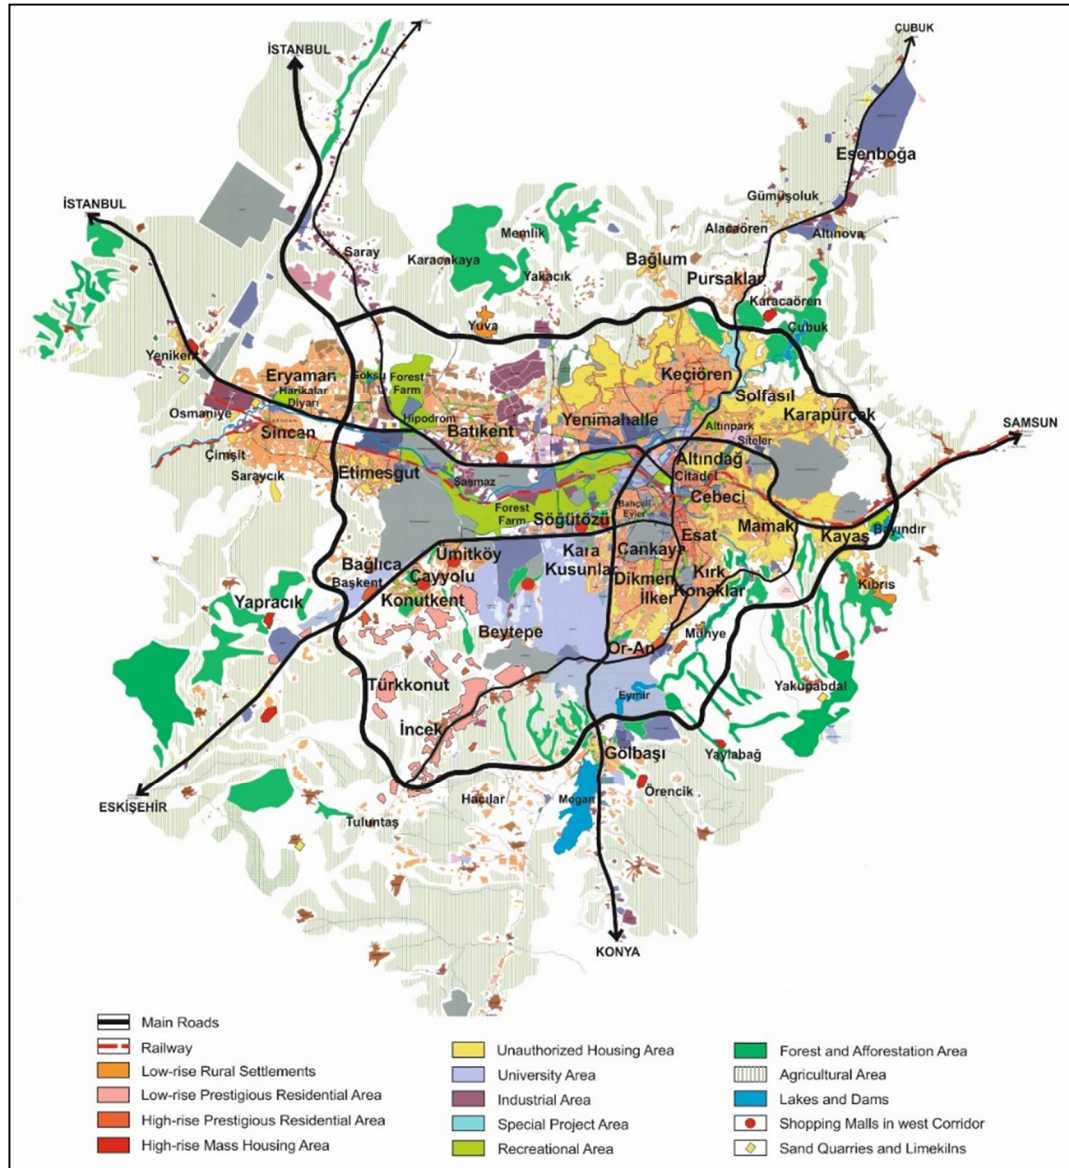 ÇUBUK
İSTANBUL
Esenboğa
Gümüşoluk
İSTANBUL
Alacaören
Altınova
Memlik
Saray
Karacakaya
Bağlum
Yakacık
Pursaklar
Karacaören
Yuva
Çubuk
Yenikent
Eryaman
Göksu
Forest
Farm
Keçiören
Harikalar
Diyarı
Solfasıl
Osmaniye
Hipodrom
Yenimahalle
Karapürçek
Sincan
Batıkent
Altınpark
SAMSUN
Siteler
Çimşit
Etimesgut
Altındağ
Saraycık
Şaşmaz
Citadel
Cebeci
Forest
Farm
Bahçeli
Evler
Söğütözü
Mamak
Bayındır
Esat
Kayaş
Ümitköy
Kara
Kusunlar
Cankaya
Bağlıca
Başkent
Çayyolu
Dikmen
Kırk
Konaklar
Kıbrıs
Yapracık
Konutkent
İlker
Beytepe
Mühye
Or-An
Türkkonut
Eymir
Yakupabdal
İncek
Gölbaşı
Yaylabağ
ESKİŞEHİR
Hacılar
Mogan
Örencik
Tuluntaş
KONYA
Main Roads
Railway
Low-rise Rural Settlements
Low-rise Prestigious Residential Area
High-rise Prestigious Residential Area
High-rise Mass Housing Area
Unauthorized Housing Area
University Area
Industrial Area
Special Project Area
Recreational Area
Forest and Afforestation Area
Agricultural Area
Lakes and Dams
Shopping Malls in west Corridor
Sand Quarries and Limekilns